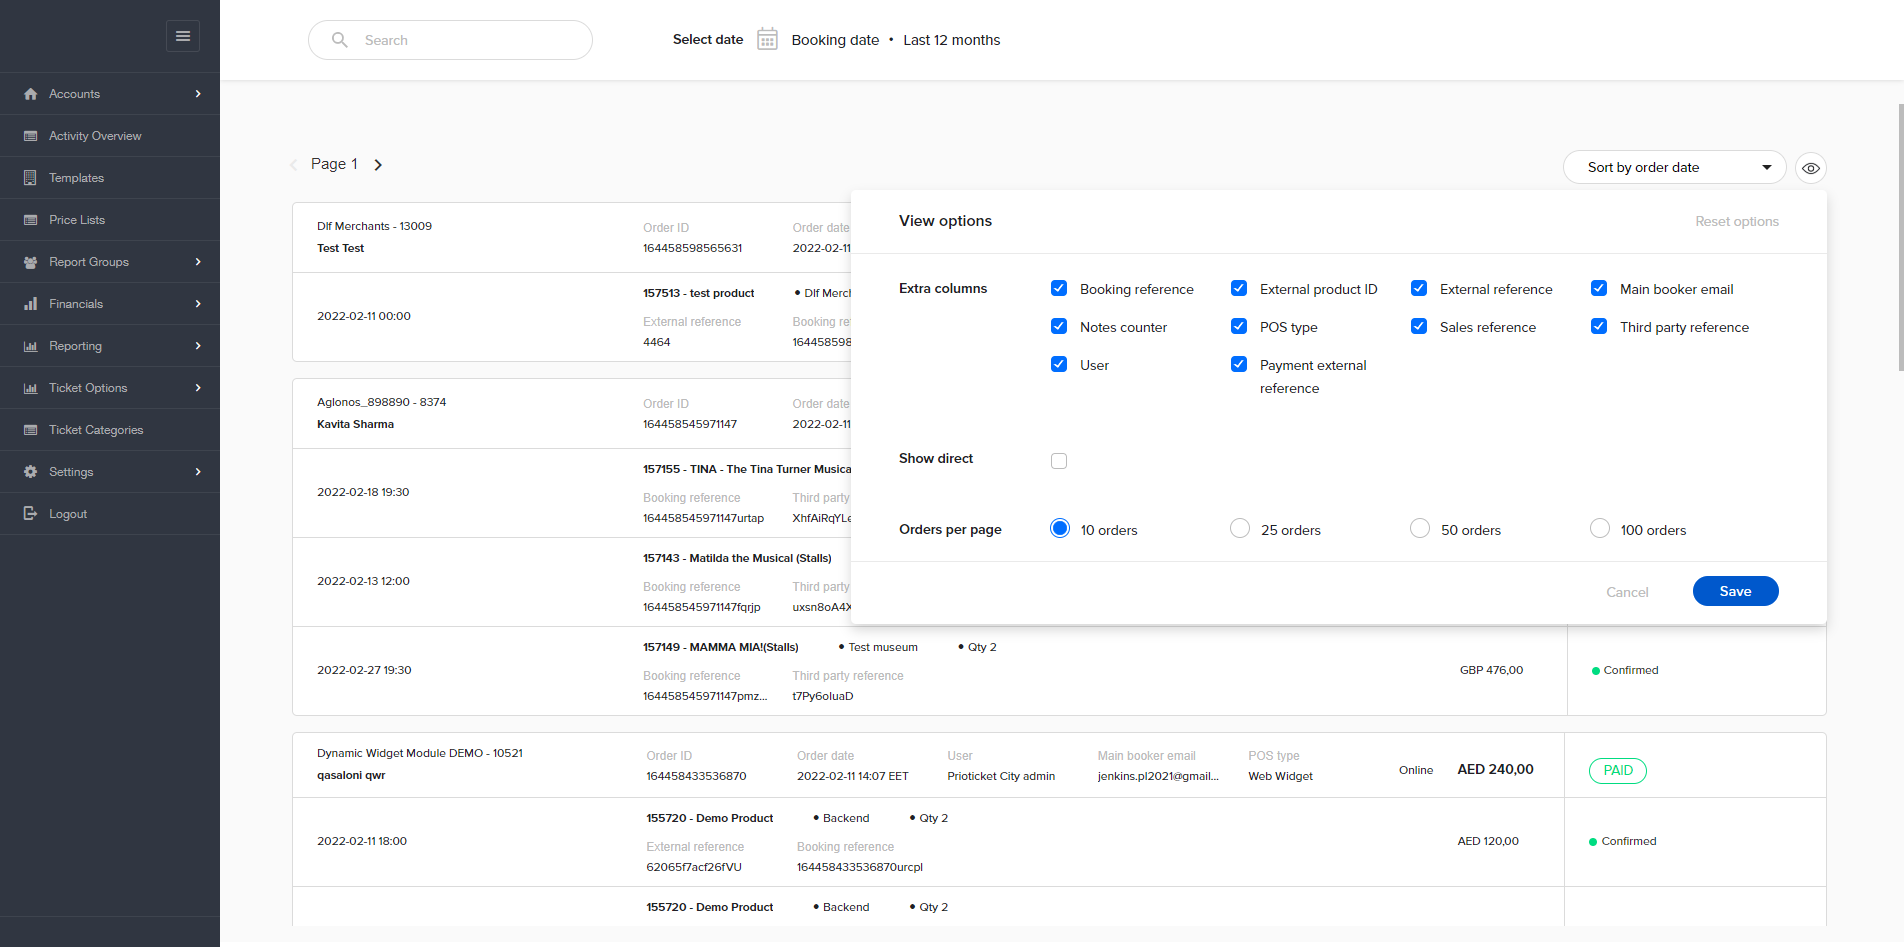 Search
Select date Booking date • Last 12 months
Accounts
Activity Overview
Templates
Price Lists
Report Groups
Financials
Reporting
Ticket Options
Ticket Categories
Settings
Logout
Page 1
Sort by order date
View options Reset options
Extra columns
Booking reference External product ID External reference Main booker email
Notes counter POS type Sales reference Third party reference
User Payment external
reference
Show direct
Orders per page 10 orders 25 orders 50 orders 100 orders
Cancel Save
Dlf Merchants - 13009 Order ID Order date
Test Test 164458598565631 2022-02-11
157513 - test product • Dlf Merch
2022-02-11 00:00
External reference Booking re
4464 164458598
Aglonos_898890 - 8374 Order ID Order date
Kavita Sharma 164458545971147 2022-02-11
157155 - TINA - The Tina Turner Musica
2022-02-18 19:30
Booking reference Third party
164458545971147urtap XhfAiRqYLe
157143 - Matilda the Musical (Stalls)
2022-02-13 12:00
Booking reference Third party
164458545971147fqrjp uxsn8oA4X
157149 - MAMMA MIA!(Stalls) • Test museum • Qty 2
2022-02-27 19:30 GBP 476,00 Confirmed
Booking reference Third party reference
164458545971147pmz... t7Py6oluaD
Dynamic Widget Module DEMO - 10521 Order ID Order date User Main booker email POS type
qasaloni qwr 164458433536870 2022-02-11 14:07 EET Prioticket City admin jenkins.pl2021@gmail... Web Widget Online AED 240,00 PAID
155720 - Demo Product • Backend • Qty 2
2022-02-11 18:00 AED 120,00 Confirmed
External reference Booking reference
62065f7acf26fVU 164458433536870urcpl
155720 - Demo Product • Backend • Qty 2